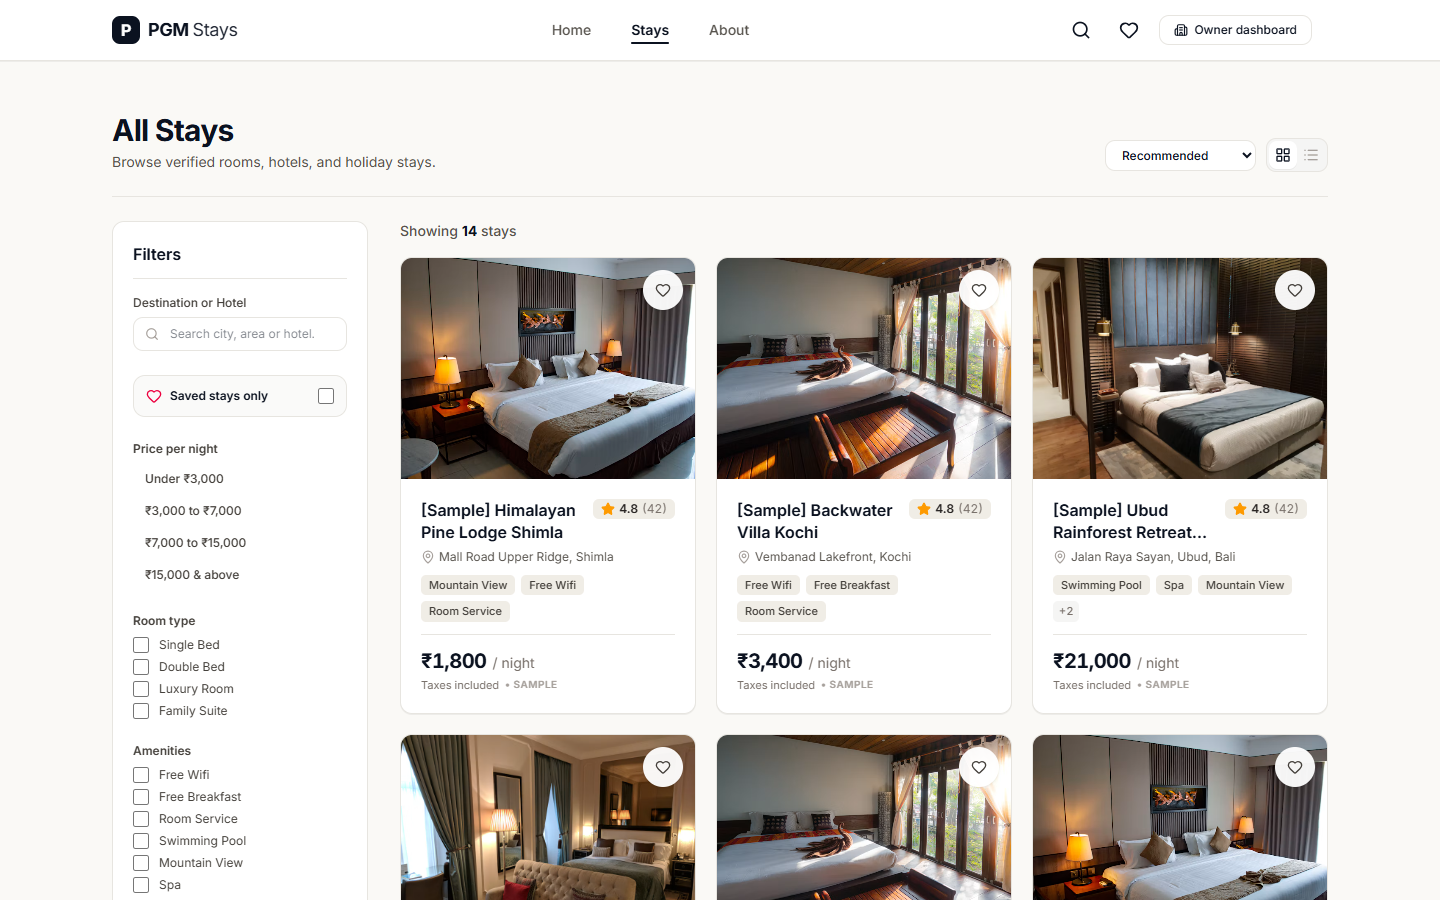 P PGM Stays
Home Stays About
Owner dashboard
All Stays
Browse verified rooms, hotels, and holiday stays.
Recommended
Filters
Destination or Hotel
Search city, area or hotel.
Saved stays only
Price per night
Under ₹3,000
₹3,000 to ₹7,000
₹7,000 to ₹15,000
₹15,000 & above
Room type
Single Bed
Double Bed
Luxury Room
Family Suite
Amenities
Free Wifi
Free Breakfast
Room Service
Swimming Pool
Mountain View
Spa
Showing 14 stays
[Sample] Himalayan
Pine Lodge Shimla
4.8 (42)
Mall Road Upper Ridge, Shimla
Mountain View Free Wifi
Room Service
₹1,800 / night
Taxes included • SAMPLE
[Sample] Backwater
Villa Kochi
4.8 (42)
Vembanad Lakefront, Kochi
Free Wifi Free Breakfast
Room Service
₹3,400 / night
Taxes included • SAMPLE
[Sample] Ubud
Rainforest Retreat...
4.8 (42)
Jalan Raya Sayan, Ubud, Bali
Swimming Pool Spa Mountain View
+2
₹21,000 / night
Taxes included • SAMPLE